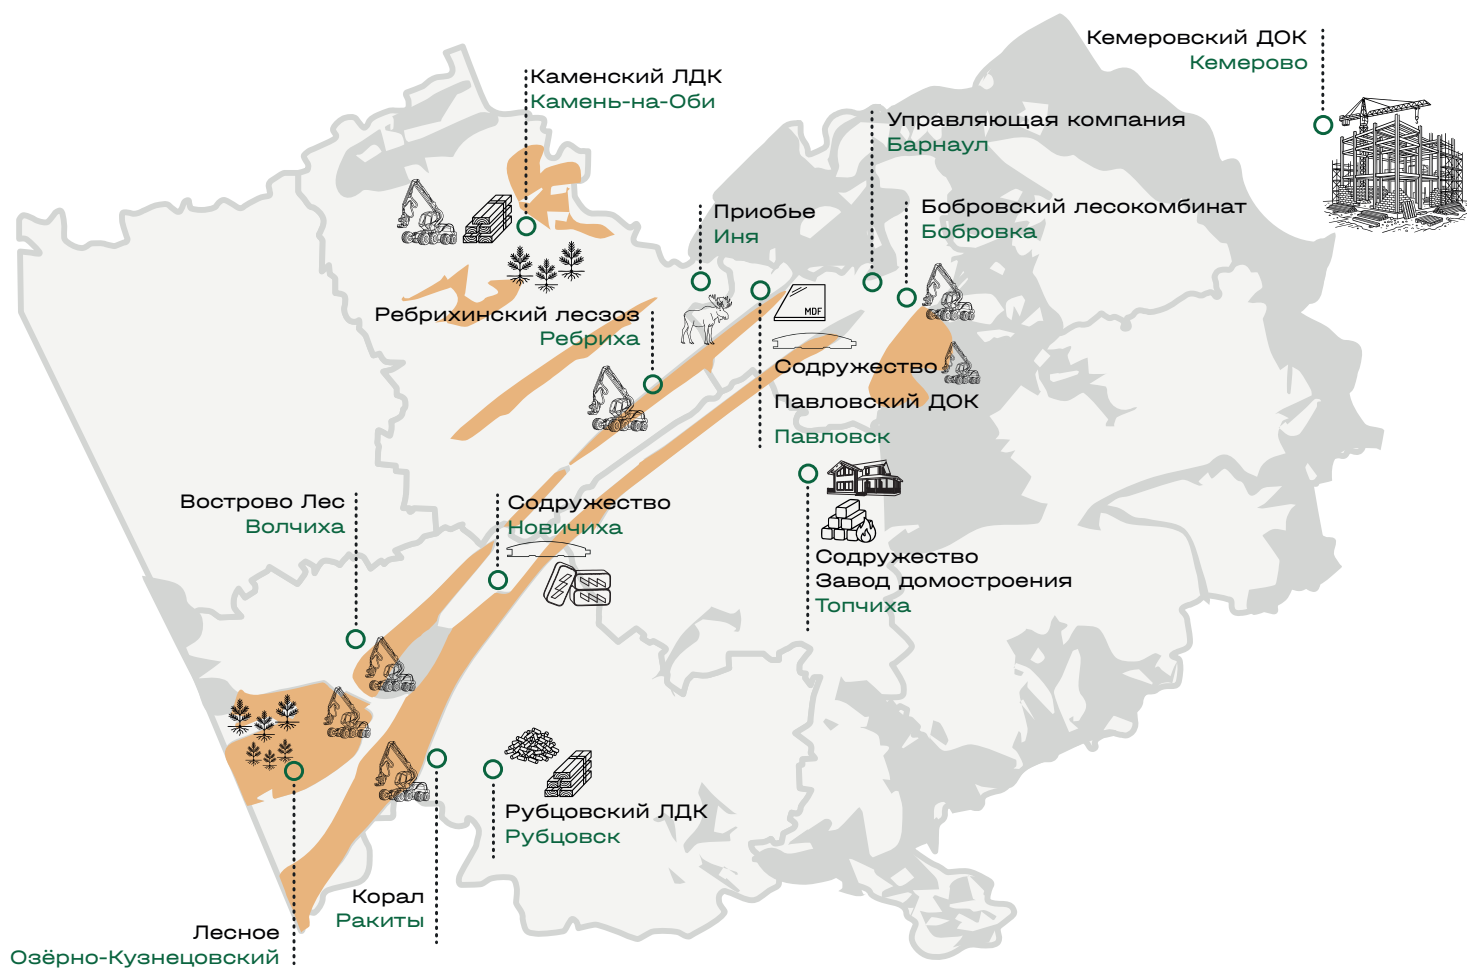 Кемеровский ДОК
Кемерово
Каменский ЛДК
Камень-на-Оби
Управляющая компания
Барнаул
Бобровский лесокомбинат
Бобровка
Приобье
Иня
Ребрихинский лесзоз
Ребриха
MDF
Содружество
Павловский ДОК
Павловск
Вострово Лес
Волчиха
Содружество
Новичиха
Содружество
Завод домостроения
Топчиха
Рубцовский ЛДК
Рубцовск
Корал
Ракиты
Лесное
Озёрно-Кузнецовский